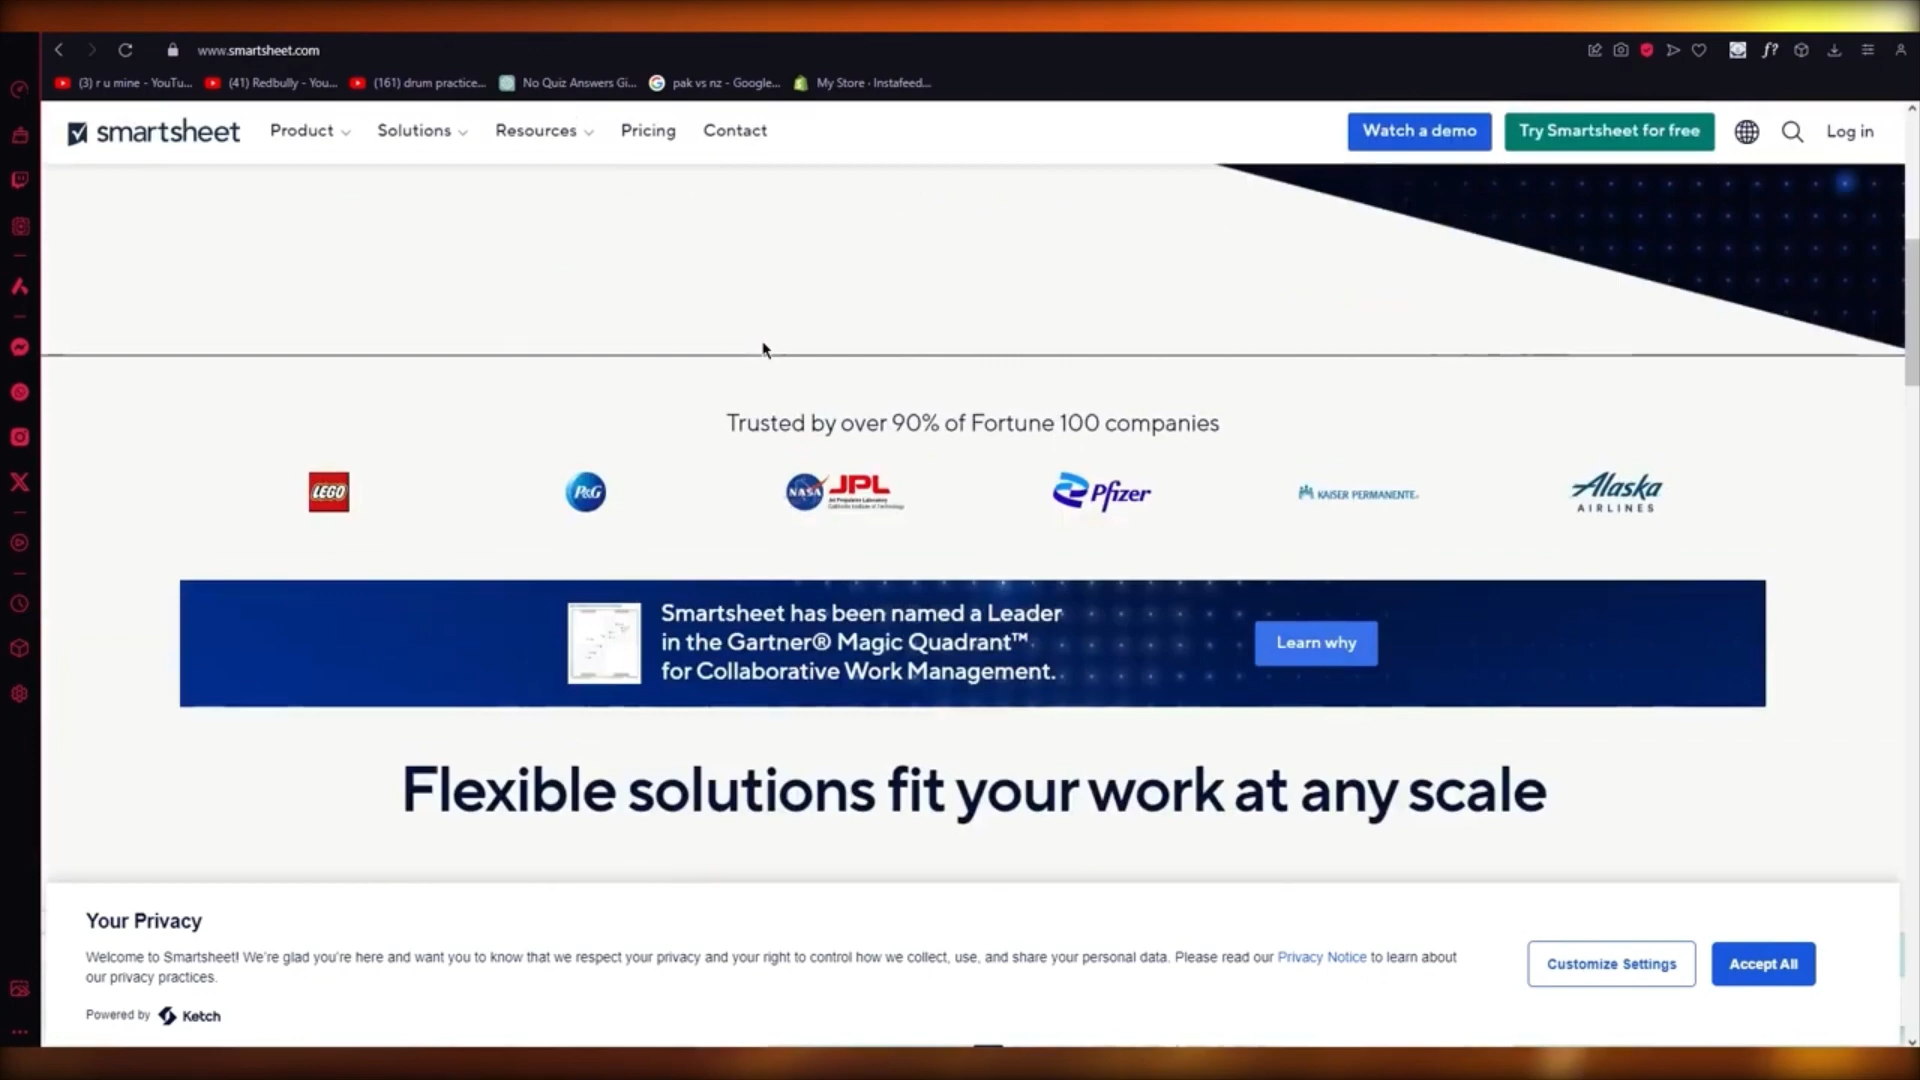 www.smartsheet.com
(3) r u mine - YouTu...
(41) Redbully - You...
(161) drum practice...
No Quiz Answers Gi...
pak vs nz - Google...
My Store · Instafeed...
smartsheet
Product
Solutions
Resources
Pricing
Contact
Watch a demo
Try Smartsheet for free
Log in
Trusted by over 90% of Fortune 100 companies
LEGO
P&G
NASA
JPL
Pfizer
KAISER PERMANENTE
Alaska
AIRLINES
Smartsheet has been named a Leader
in the Gartner® Magic Quadrant™
for Collaborative Work Management.
Learn why
Flexible solutions fit your work at any scale
Your Privacy
Welcome to Smartsheet! We're glad you're here and want you to know that we respect your privacy and your right to control how we collect, use, and share your personal data. Please read our Privacy Notice to learn about
our privacy practices.
Customize Settings
Accept All
Powered by Ketch